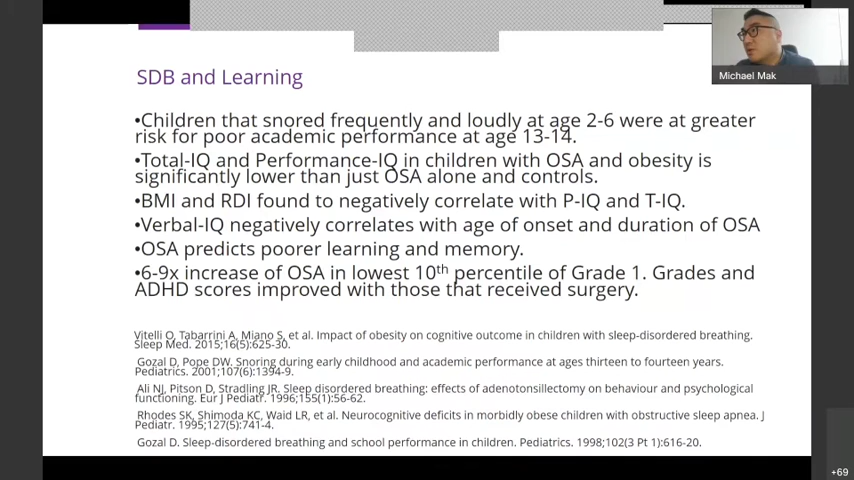 SDB and Learning
•Children that snored frequently and loudly at age 2-6 were at greater
risk for poor academic performance at age 13-14.
•Total-IQ and Performance-IQ in children with OSA and obesity is
significantly lower than just OSA alone and controls.
•BMI and RDI found to negatively correlate with P-IQ and T-IQ.
•Verbal-IQ negatively correlates with age of onset and duration of OSA
•OSA predicts poorer learning and memory.
•6-9x increase of OSA in lowest 10th percentile of Grade 1. Grades and
ADHD scores improved with those that received surgery.
Vitelli O, Tabarrini A, Miano S, et al. Impact of obesity on cognitive outcome in children with sleep-disordered breathing.
Sleep Med. 2015;16(5):625-30.
Gozal D, Pope DW. Snoring during early childhood and academic performance at ages thirteen to fourteen years.
Pediatrics. 2001;107(6):1394-9.
Ali NJ, Pitson D, Stradling JR. Sleep disordered breathing: effects of adenotonsillectomy on behaviour and psychological
functioning. Eur J Pediatr. 1996;155(1):56-62.
Rhodes SK, Shimoda KC, Waid LR, et al. Neurocognitive deficits in morbidly obese children with obstructive sleep apnea. J
Pediatr. 1995;127(5):741-4.
Gozal D. Sleep-disordered breathing and school performance in children. Pediatrics. 1998;102(3 Pt 1):616-20.
Michael Mak
+69